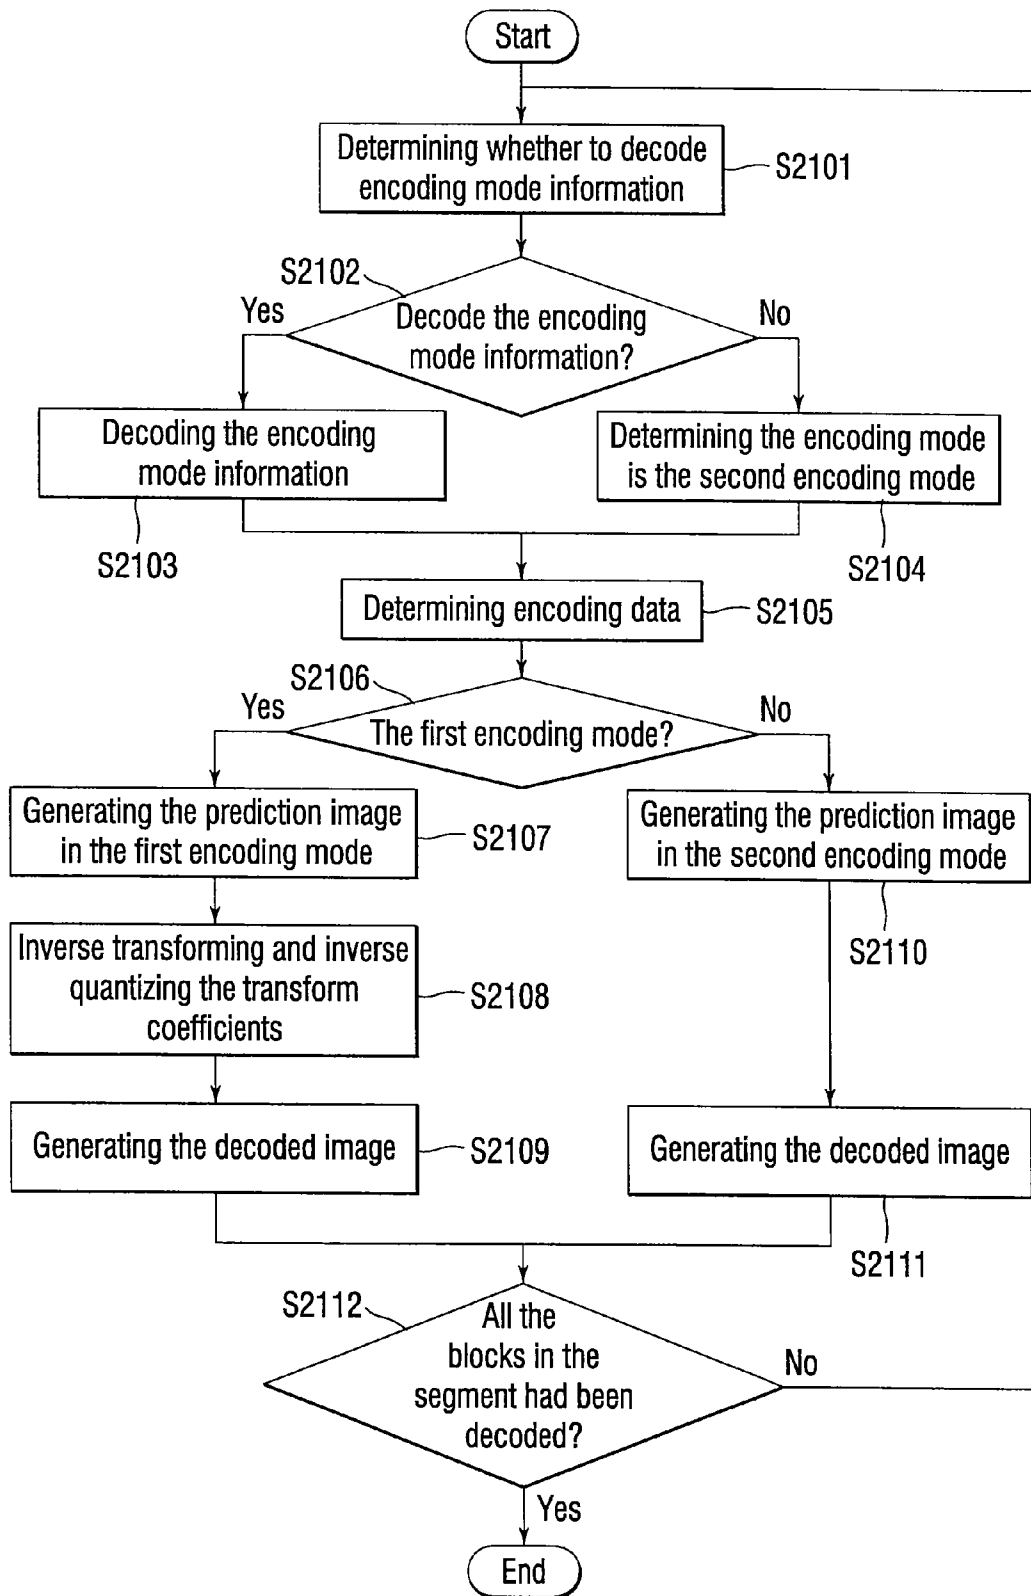 Start
Determining whether to decode
encoding mode information
S2101
S2102
Yes
No
Decode the encoding
mode information?
Decoding the encoding
mode information
Determining the encoding mode
is the second encoding mode
S2103
S2104
Determining encoding data
S2105
S2106
Yes
No
The first encoding mode?
Generating the prediction image
in the first encoding mode
S2107
Generating the prediction image
in the second encoding mode
S2110
Inverse transforming and inverse
quantizing the transform
coefficients
S2108
Generating the decoded image
S2109
Generating the decoded image
S2111
S2112
All the
blocks in the
segment had been
decoded?
No
Yes
End